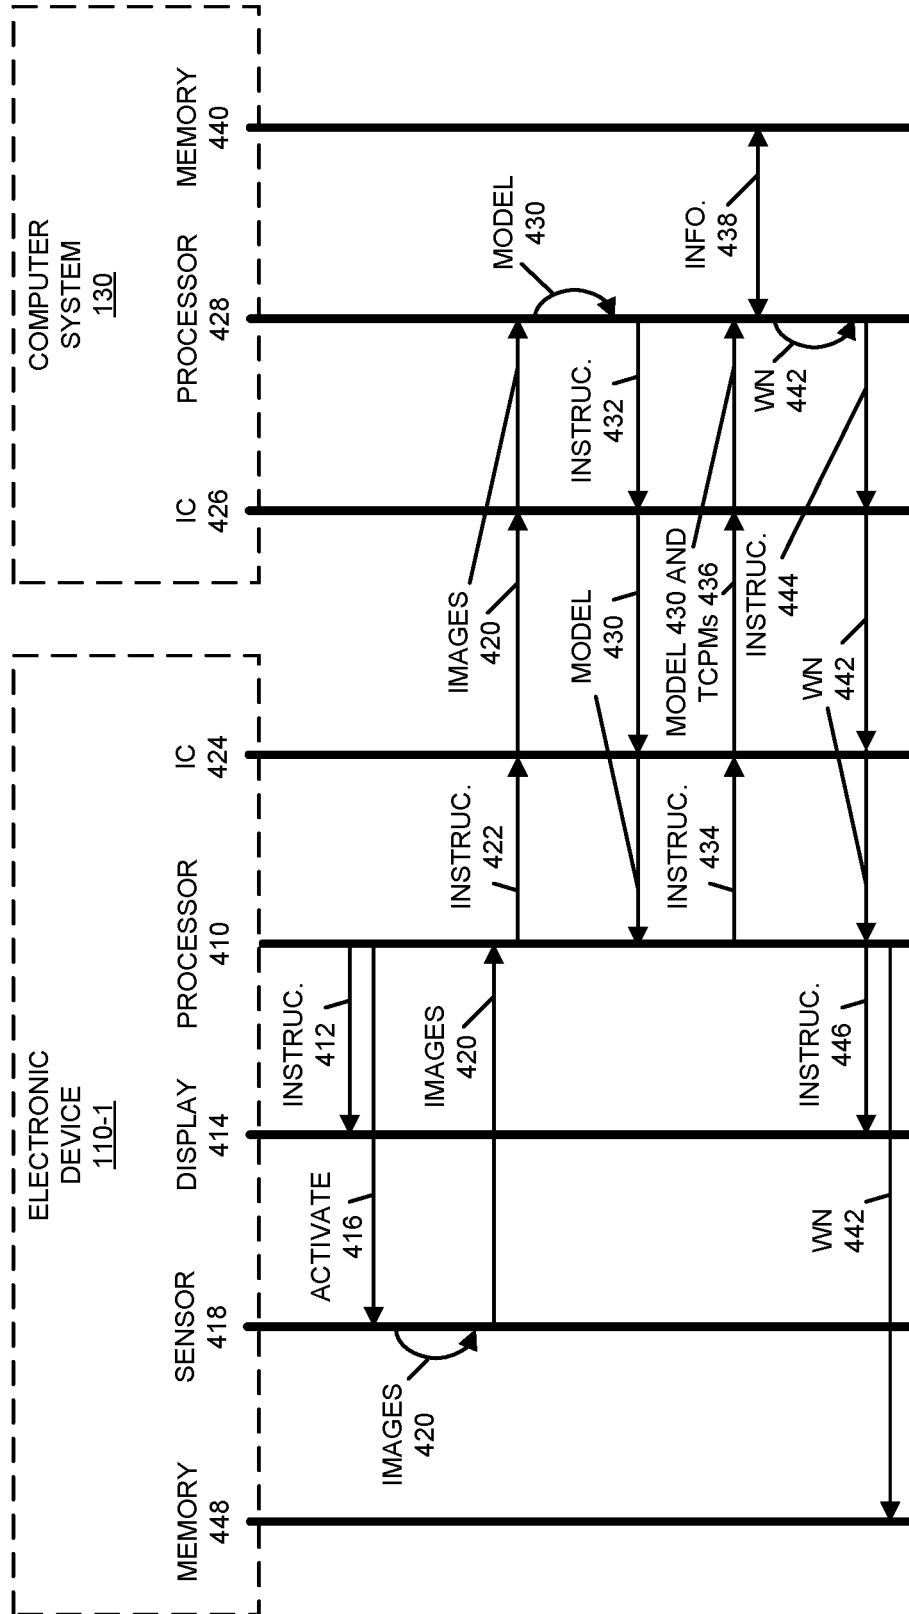 ELECTRONIC
DEVICE
110-1
COMPUTER
SYSTEM
130
MEMORY
448
SENSOR
418
DISPLAY
414
PROCESSOR
410
IC
424
IC
426
PROCESSOR
428
MEMORY
440
INSTRUC.
412
ACTIVATE
416
IMAGES
420
IMAGES
420
INSTRUC.
422
IMAGES
420
MODEL
430
INSTRUC.
432
MODEL
430
INSTRUC.
434
MODEL 430 AND
TCPMs 436
INFO.
438
WN
442
INSTRUC.
444
WN
442
INSTRUC.
446
WN
442